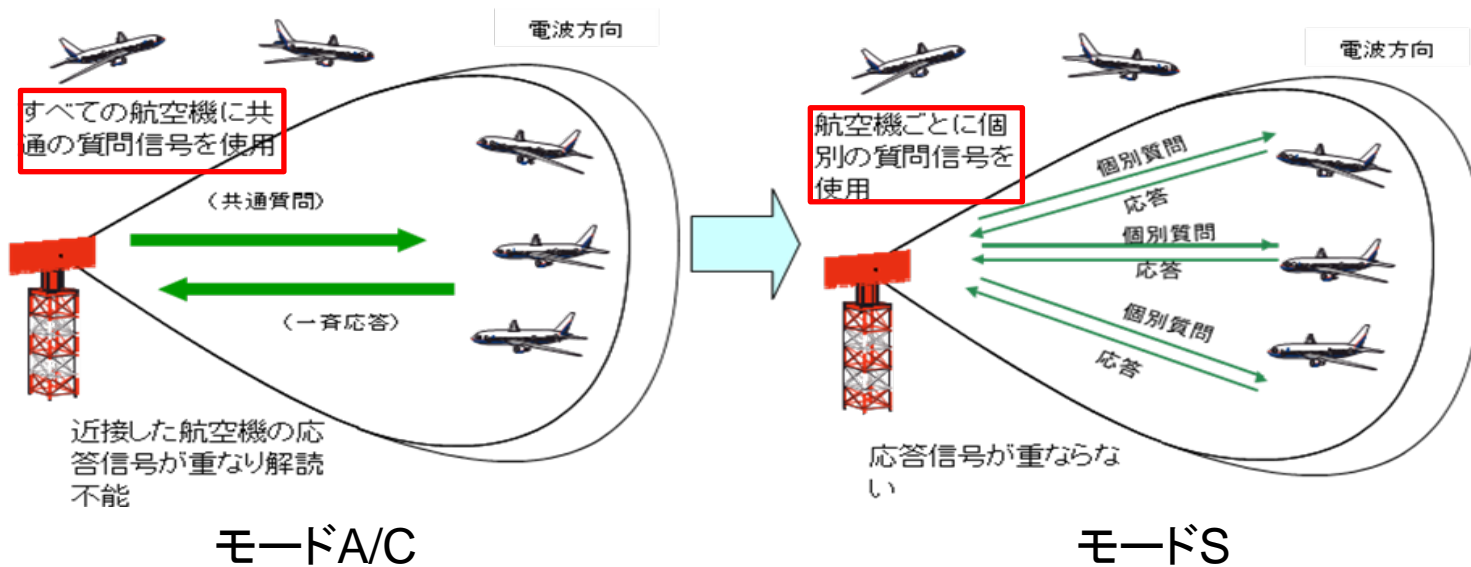 電波方向
すべての航空機に共
通の質問信号を使用
（共通質問）
（一斉応答）
近接した航空機の応
答信号が重なり解読
不能
モードA/C
電波方向
航空機ごとに個
別の質問信号を
使用
個別質問
応答
個別質問
応答
個別質問
応答
応答信号が重ならな
い
モードS